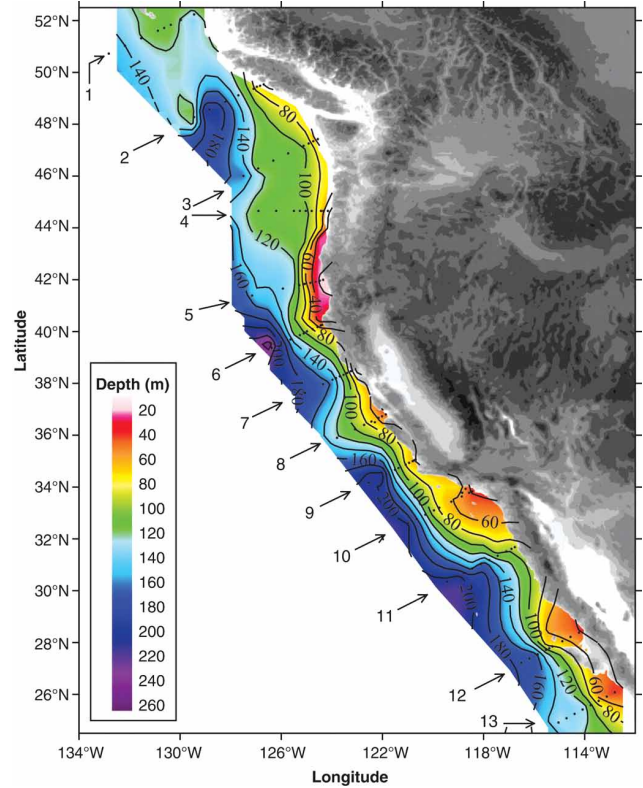 52°N
50°N
48°N
46°N
44°N
42°N
40°N
38°N
36°N
34°N
32°N
30°N
28°N
26°N
Latitude
134°W
130°W
126°W
122°W
118°W
114°W
Longitude
Depth (m)
20
40
60
80
100
120
140
160
180
200
220
240
260
1
2
3
4
5
6
7
8
9
10
11
12
13
140
80
180
140
100
120
60
160
40
80
200
140
180
100
80
160
200
100
80
60
200
140
100
180
160
120
60
80